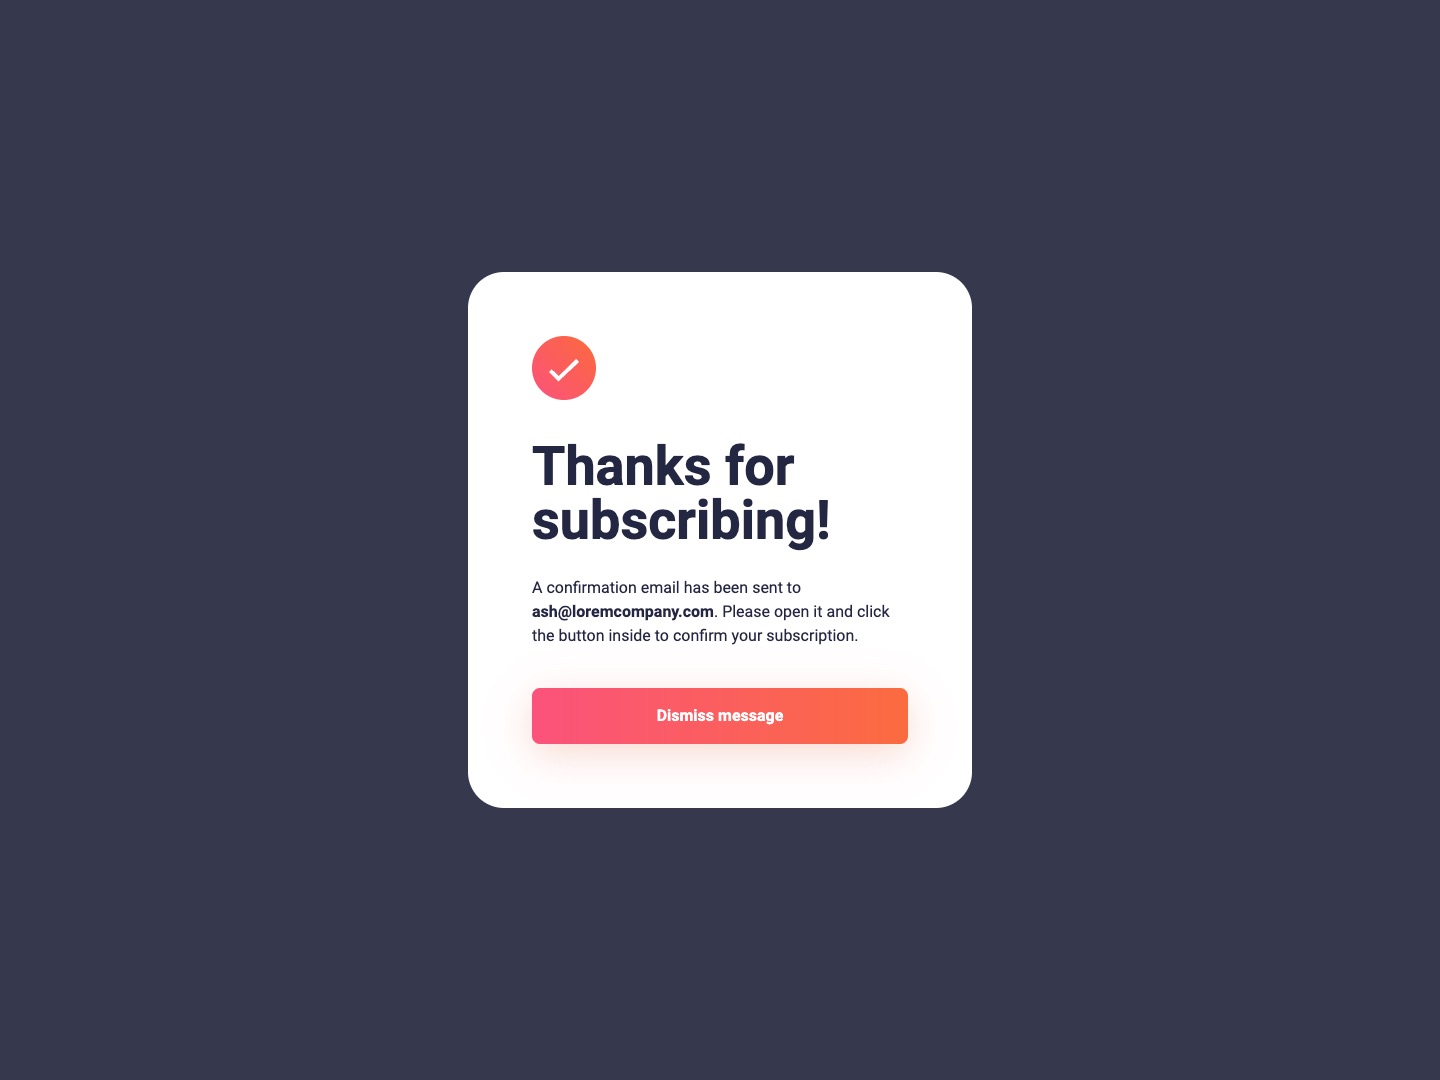 Thanks for
subscribing!
A confirmation email has been sent to
ash@loremcompany.com. Please open it and click
the button inside to confirm your subscription.
Dismiss message